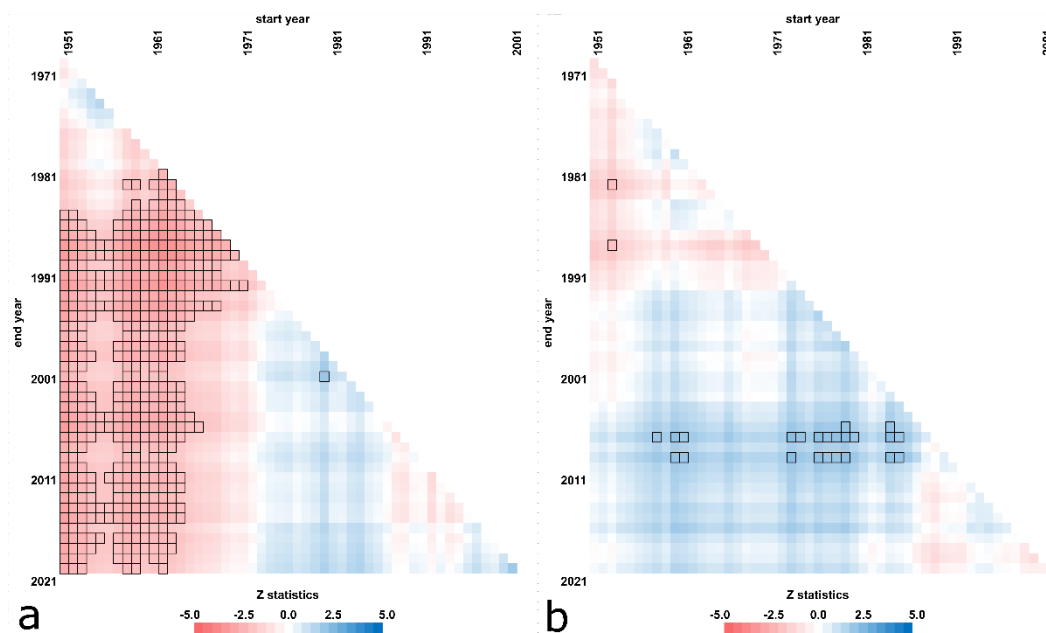 start year
1951 1961 1971 1981 1991 2001
1971
1981
1991
2001
2011
2021
end year
Z statistics
-5.0 -2.5 0.0 2.5 5.0
a
start year
1951 1961 1971 1981 1991
1971
1981
1991
2001
2011
2021
end year
Z statistics
-5.0 -2.5 0.0 2.5 5.0
b